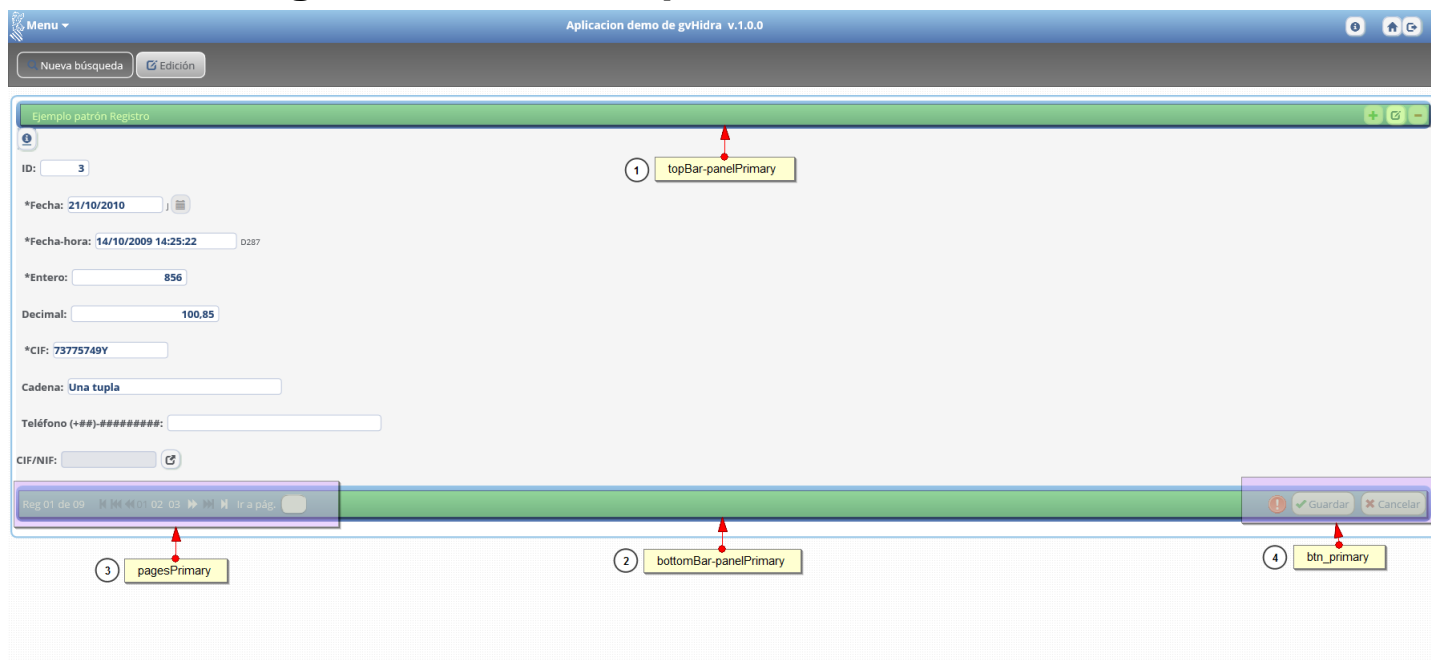 Menu
Aplicacion demo de gvHidra v.1.0.0
Nueva búsqueda
Edición
Ejemplo patrón Registro
1
topBar-panelPrimary
ID: 3
*Fecha: 21/10/2010 J
*Fecha-hora: 14/10/2009 14:25:22 D287
*Entero: 856
Decimal: 100,85
*CIF: 73775749Y
Cadena: Una tupla
Teléfono (+##)-#########:
CIF/NIF:
Reg 01 de 09 01 02 03 Ir a pág.
Guardar
Cancelar
3
pagesPrimary
2
bottomBar-panelPrimary
4
btn_primary